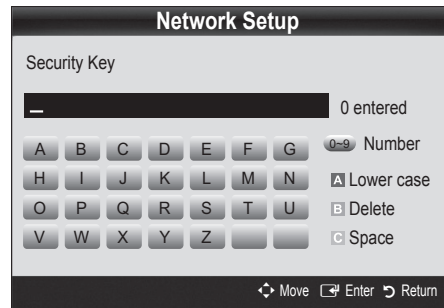 Network Setup
Security Key
_ 0 entered
A B C D E F G 0~9 Number
H I J K L M N A Lower case
O P Q R S T U B Delete
V W X Y Z C Space
Move Enter Return